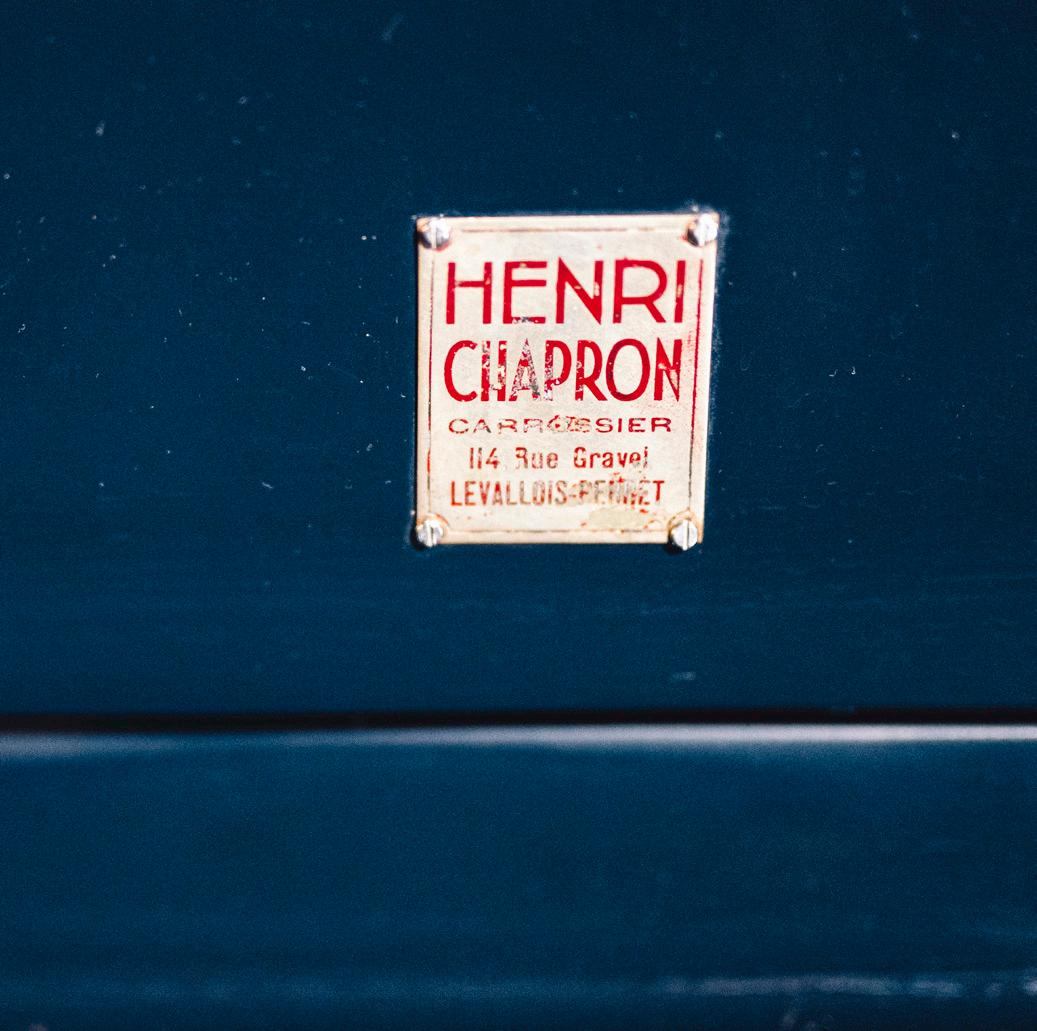 HENRI
CHAPRON
CARROSSIER
114, Rue Gravel
LEVALLOIS-PERRET